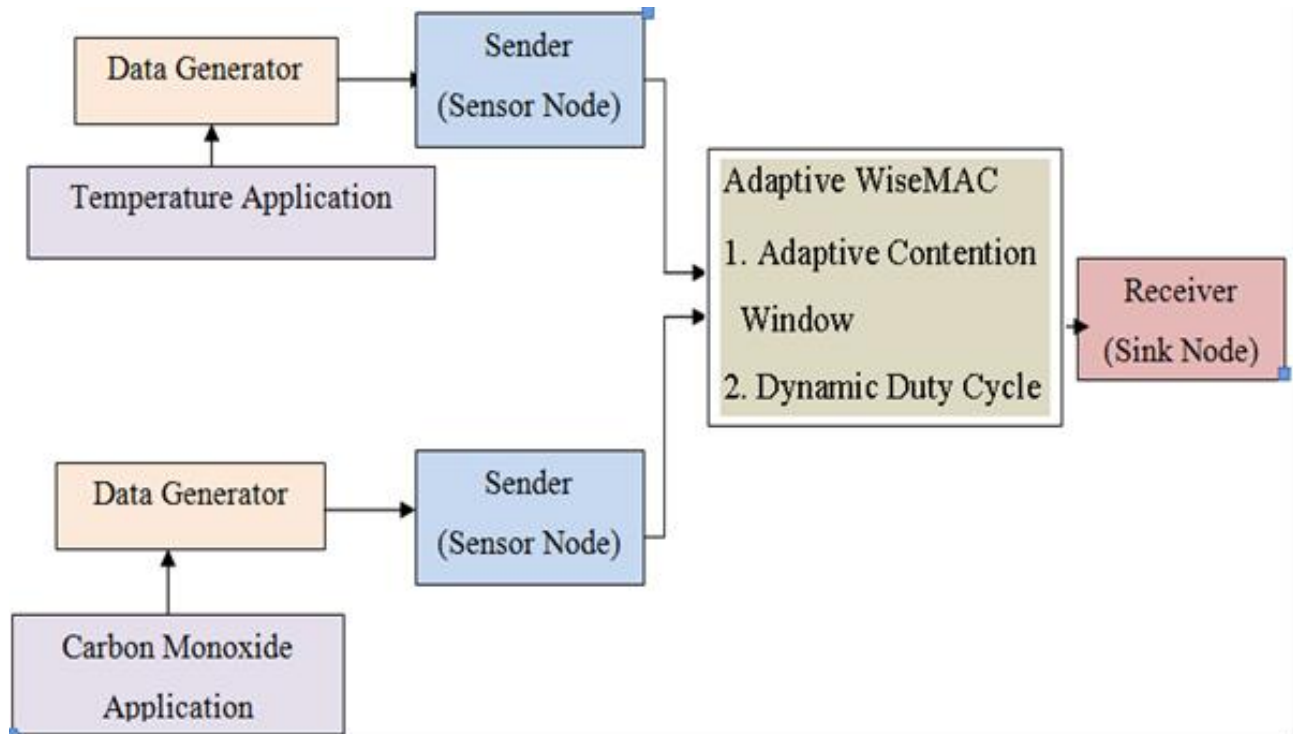 Data Generator
Sender
(Sensor Node)
Temperature Application
Adaptive WiseMAC
1. Adaptive Contention
Window
2. Dynamic Duty Cycle
Receiver
(Sink Node)
Data Generator
Sender
(Sensor Node)
Carbon Monoxide
Application